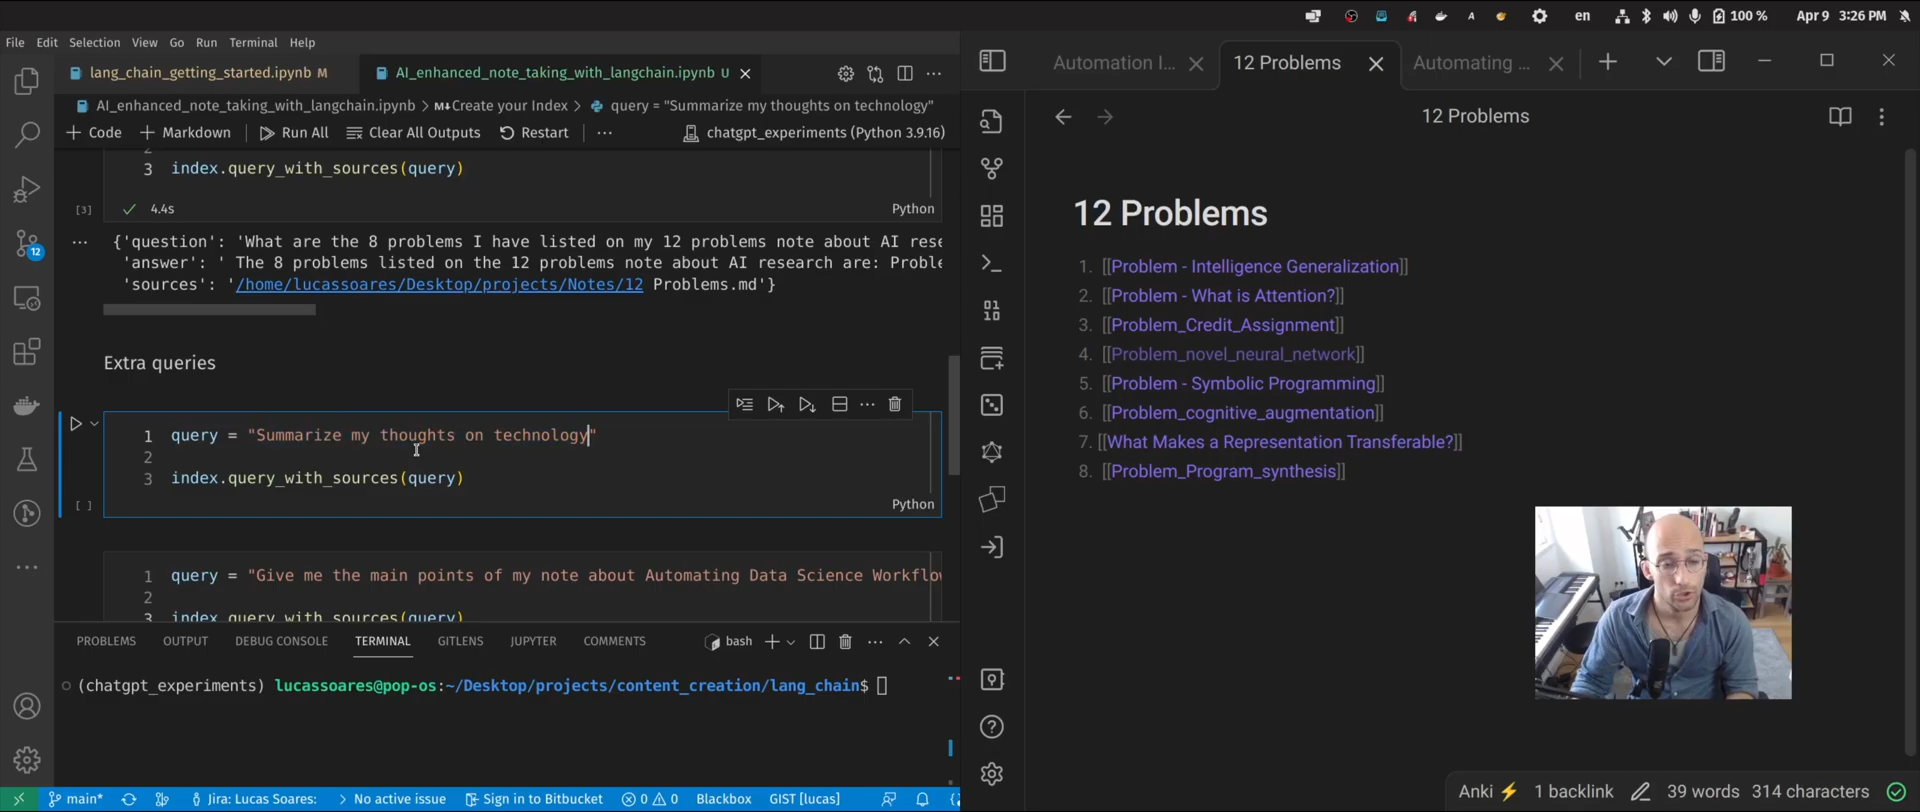 en
100 %
Apr 9 3:26 PM
File Edit Selection View Go Run Terminal Help
lang_chain_getting_started.ipynb M
AI_enhanced_note_taking_with_langchain.ipynb U
AI_enhanced_note_taking_with_langchain.ipynb > M↓Create your Index > query = "Summarize my thoughts on technology"
+ Code + Markdown Run All Clear All Outputs Restart ... chatgpt_experiments (Python 3.9.16)
2
3 index.query_with_sources(query)
[3] ✓ 4.4s Python
... {'question': 'What are the 8 problems I have listed on my 12 problems note about AI rese
'answer': ' The 8 problems listed on the 12 problems note about AI research are: Proble
'sources': '/home/lucassoares/Desktop/projects/Notes/12 Problems.md'}
Extra queries
1 query = "Summarize my thoughts on technology"
2
3 index.query_with_sources(query)
[ ] Python
1 query = "Give me the main points of my note about Automating Data Science Workflow
2
3 index.query_with_sources(query)
PROBLEMS OUTPUT DEBUG CONSOLE TERMINAL GITLENS JUPYTER COMMENTS bash
(chatgpt_experiments) lucassoares@pop-os:~/Desktop/projects/content_creation/lang_chain$
12
main* Jira: Lucas Soares: > No active issue Sign in to Bitbucket 0 0 Blackbox GIST [lucas]
Automation I... 12 Problems Automating ...
12 Problems
12 Problems
1. [[Problem - Intelligence Generalization]]
2. [[Problem - What is Attention?]]
3. [[Problem_Credit_Assignment]]
4. [[Problem_novel_neural_network]]
5. [[Problem - Symbolic Programming]]
6. [[Problem_cognitive_augmentation]]
7. [[What Makes a Representation Transferable?]]
8. [[Problem_Program_synthesis]]
Anki ⚡ 1 backlink 39 words 314 characters